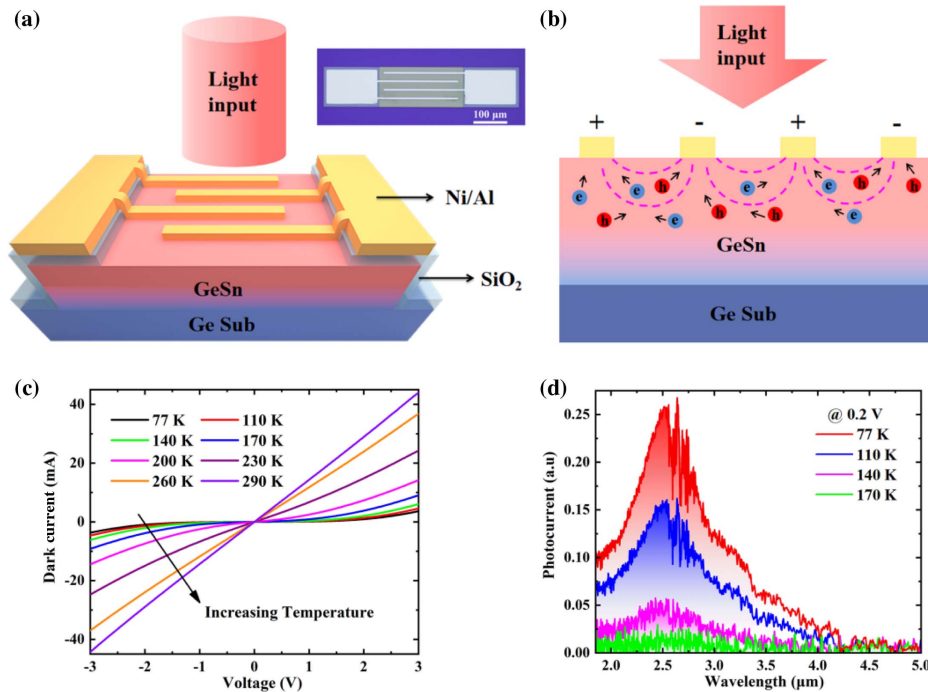 (a)
Light
input
100 μm
Ni/Al
SiO2
GeSn
Ge Sub
(b)
Light
input
+ - + -
e e h h e h e h h
h e h h e
GeSn
Ge Sub
(c)
Dark current (mA)
40
20
0
-20
-40
77 K 110 K
140 K 170 K
200 K 230 K
260 K 290 K
Increasing Temperature
-3 -2 -1 0 1 2 3
Voltage (V)
(d)
Photocurrent (a.u)
0.25
0.20
0.15
0.10
0.05
0.00
@ 0.2 V
77 K
110 K
140 K
170 K
2.0 2.5 3.0 3.5 4.0 4.5 5.0
Wavelength (μm)